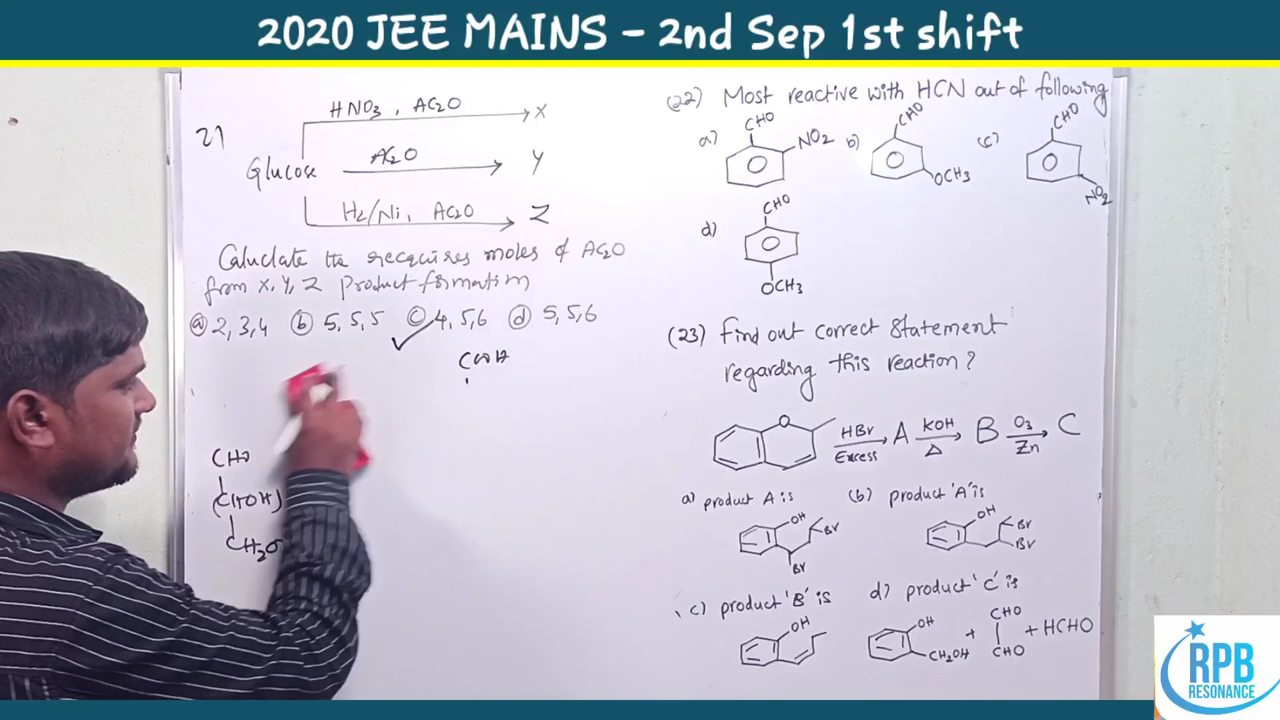 2020 JEE MAINS - 2nd Sep 1st shift
21
HNO3, AC2O
X
Glucose
AC2O
Y
H2/Ni, AC2O
Z
Caluclate the recquires moles of AC2O
from X, Y, Z product formation
(a) 2,3,4 (b) 5,5,5 (c) 4,5,6 (d) 5,5,6
COOH
CHO
(CHOH)
CH2O
(22) Most reactive with HCN out of following
a) CHO NO2 b) CHO OCH3 (c) CHO NO2
d) CHO
OCH3
(23) Find out correct statement
regarding this reaction?
O HBr Excess A KOH Δ B O3 Zn C
a) product A is (b) product 'A' is
OH Br Br
OH Br Br
c) product 'B' is d) product 'C' is
OH
OH CH2OH + CHO CHO + HCHO
RPB
RESONANCE